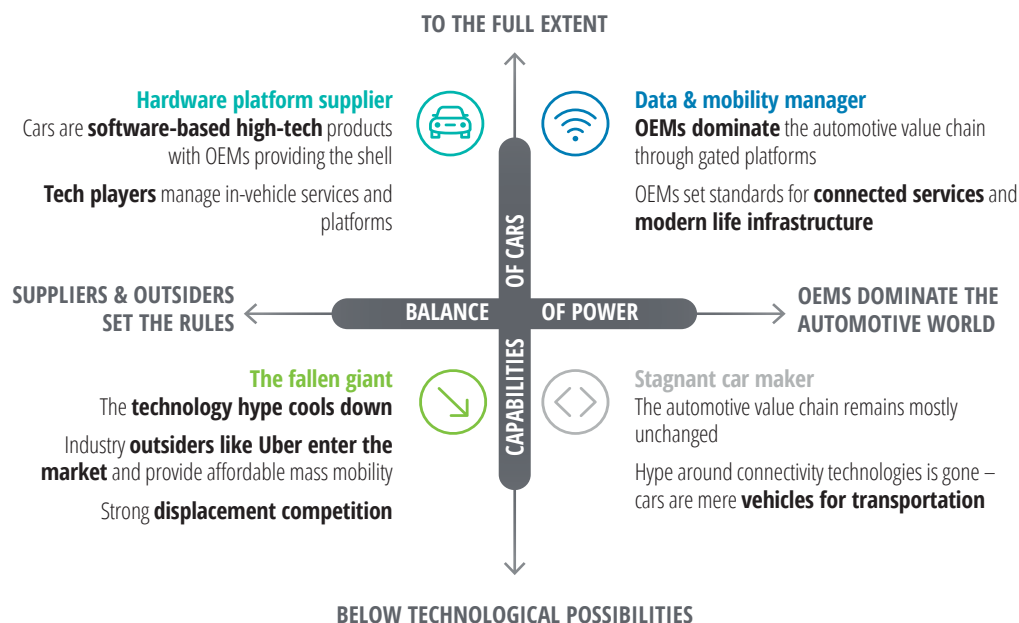 TO THE FULL EXTENT
Hardware platform supplier
Cars are software-based high-tech products
with OEMs providing the shell
Tech players manage in-vehicle services and
platforms
Data & mobility manager
OEMs dominate the automotive value chain
through gated platforms
OEMs set standards for connected services and
modern life infrastructure
SUPPLIERS & OUTSIDERS
SET THE RULES
BALANCE OF POWER
CAPABILITIES OF CARS
OEMS DOMINATE THE
AUTOMOTIVE WORLD
The fallen giant
The technology hype cools down
Industry outsiders like Uber enter the
market and provide affordable mass mobility
Strong displacement competition
Stagnant car maker
The automotive value chain remains mostly
unchanged
Hype around connectivity technologies is gone –
cars are mere vehicles for transportation
BELOW TECHNOLOGICAL POSSIBILITIES